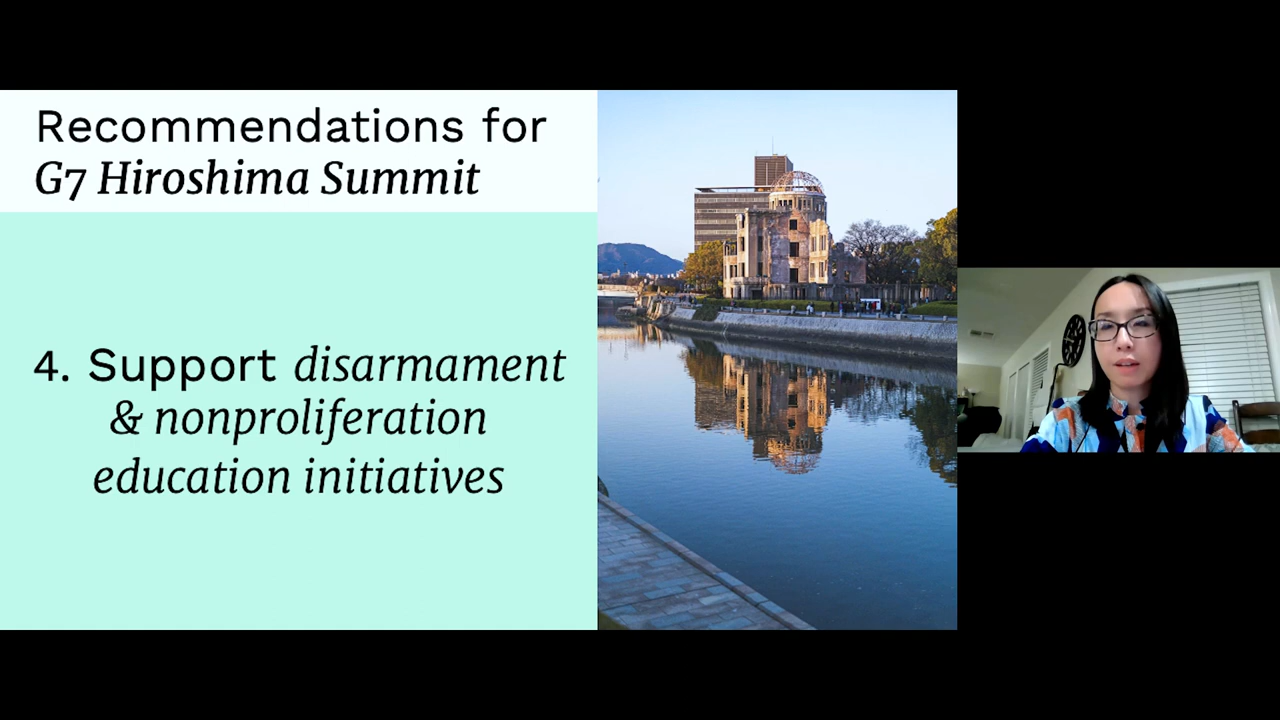 Recommendations for
G7 Hiroshima Summit
4. Support disarmament
& nonproliferation
education initiatives